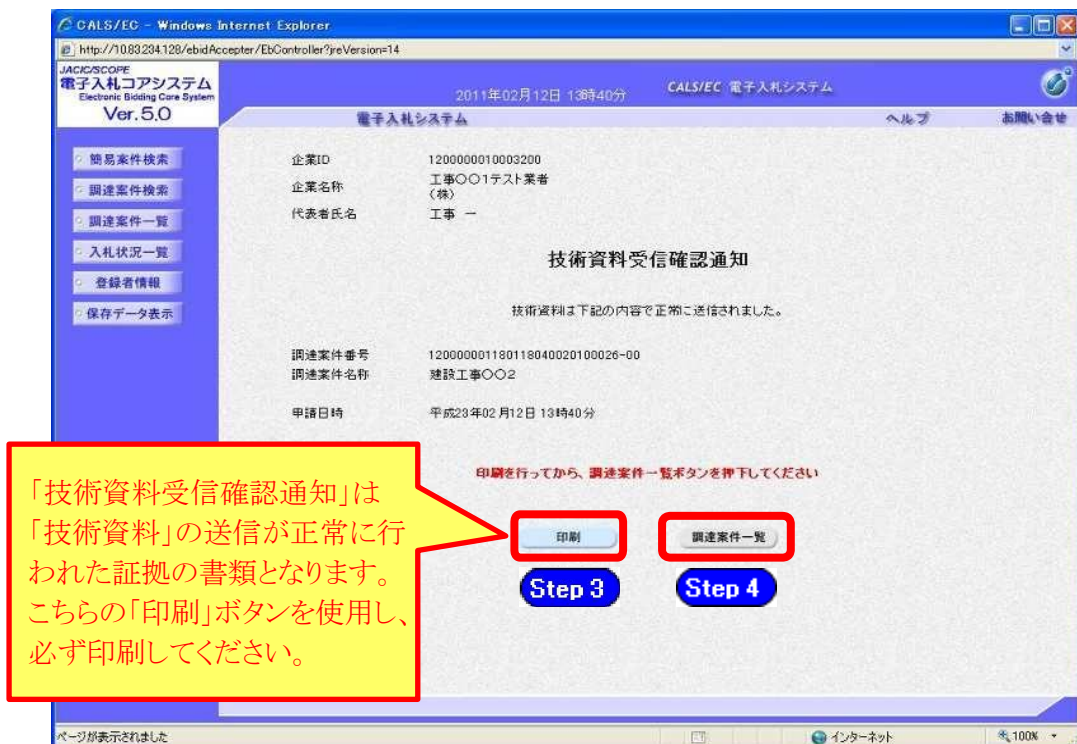 CALS/EC - Windows Internet Explorer
http://10.83.234.128/ebidAccepter/EbController?jreVersion=14
JACIC/SCOPE
電子入札コアシステム
Electronic Bidding Core System
Ver.5.0
2011年02月12日 13時40分
CALS/EC 電子入札システム
電子入札システム
ヘルプ
お問い合せ
簡易案件検索
調達案件検索
調達案件一覧
入札状況一覧
登録者情報
保存データ表示
企業ID 1200000010003200
企業名称 工事〇〇1テスト業者
(株)
代表者氏名 工事 一
技術資料受信確認通知
技術資料は下記の内容で正常に送信されました。
調達案件番号 120000001180118040020100026-00
調達案件名称 建設工事〇〇2
申請日時 平成23年02月12日 13時40分
印刷を行ってから、調達案件一覧ボタンを押下してください
「技術資料受信確認通知」は
「技術資料」の送信が正常に行
われた証拠の書類となります。
こちらの「印刷」ボタンを使用し、
必ず印刷してください。
印刷
調達案件一覧
Step 3
Step 4
ページが表示されました
インターネット
100%